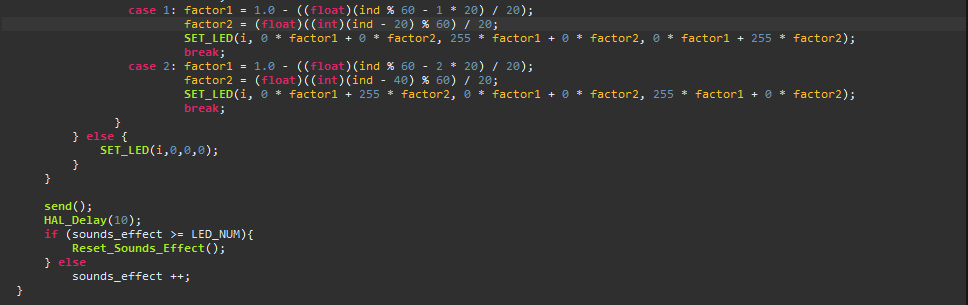 case 1: factor1 = 1.0 - ((float)(ind % 60 - 1 * 20) / 20);
factor2 = (float)((int)(ind - 20) % 60) / 20;
SET_LED(i, 0 * factor1 + 0 * factor2, 255 * factor1 + 0 * factor2, 0 * factor1 + 255 * factor2);
break;
case 2: factor1 = 1.0 - ((float)(ind % 60 - 2 * 20) / 20);
factor2 = (float)((int)(ind - 40) % 60) / 20;
SET_LED(i, 0 * factor1 + 255 * factor2, 0 * factor1 + 0 * factor2, 255 * factor1 + 0 * factor2);
break;
}
} else {
SET_LED(i,0,0,0);
}
}
send();
HAL_Delay(10);
if (sounds_effect >= LED_NUM){
Reset_Sounds_Effect();
} else
sounds_effect ++;
}